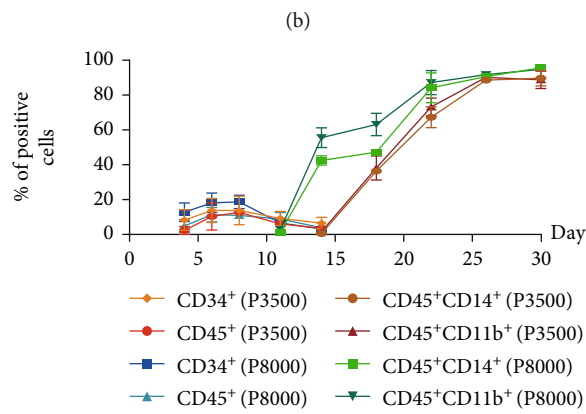 (b)
100
80
60
40
20
0
% of positive
cells
0 5 10 15 20 25 30
Day
CD34⁺ (P3500) CD45⁺CD14⁺ (P3500)
CD45⁺ (P3500) CD45⁺CD11b⁺ (P3500)
CD34⁺ (P8000) CD45⁺CD14⁺ (P8000)
CD45⁺ (P8000) CD45⁺CD11b⁺ (P8000)